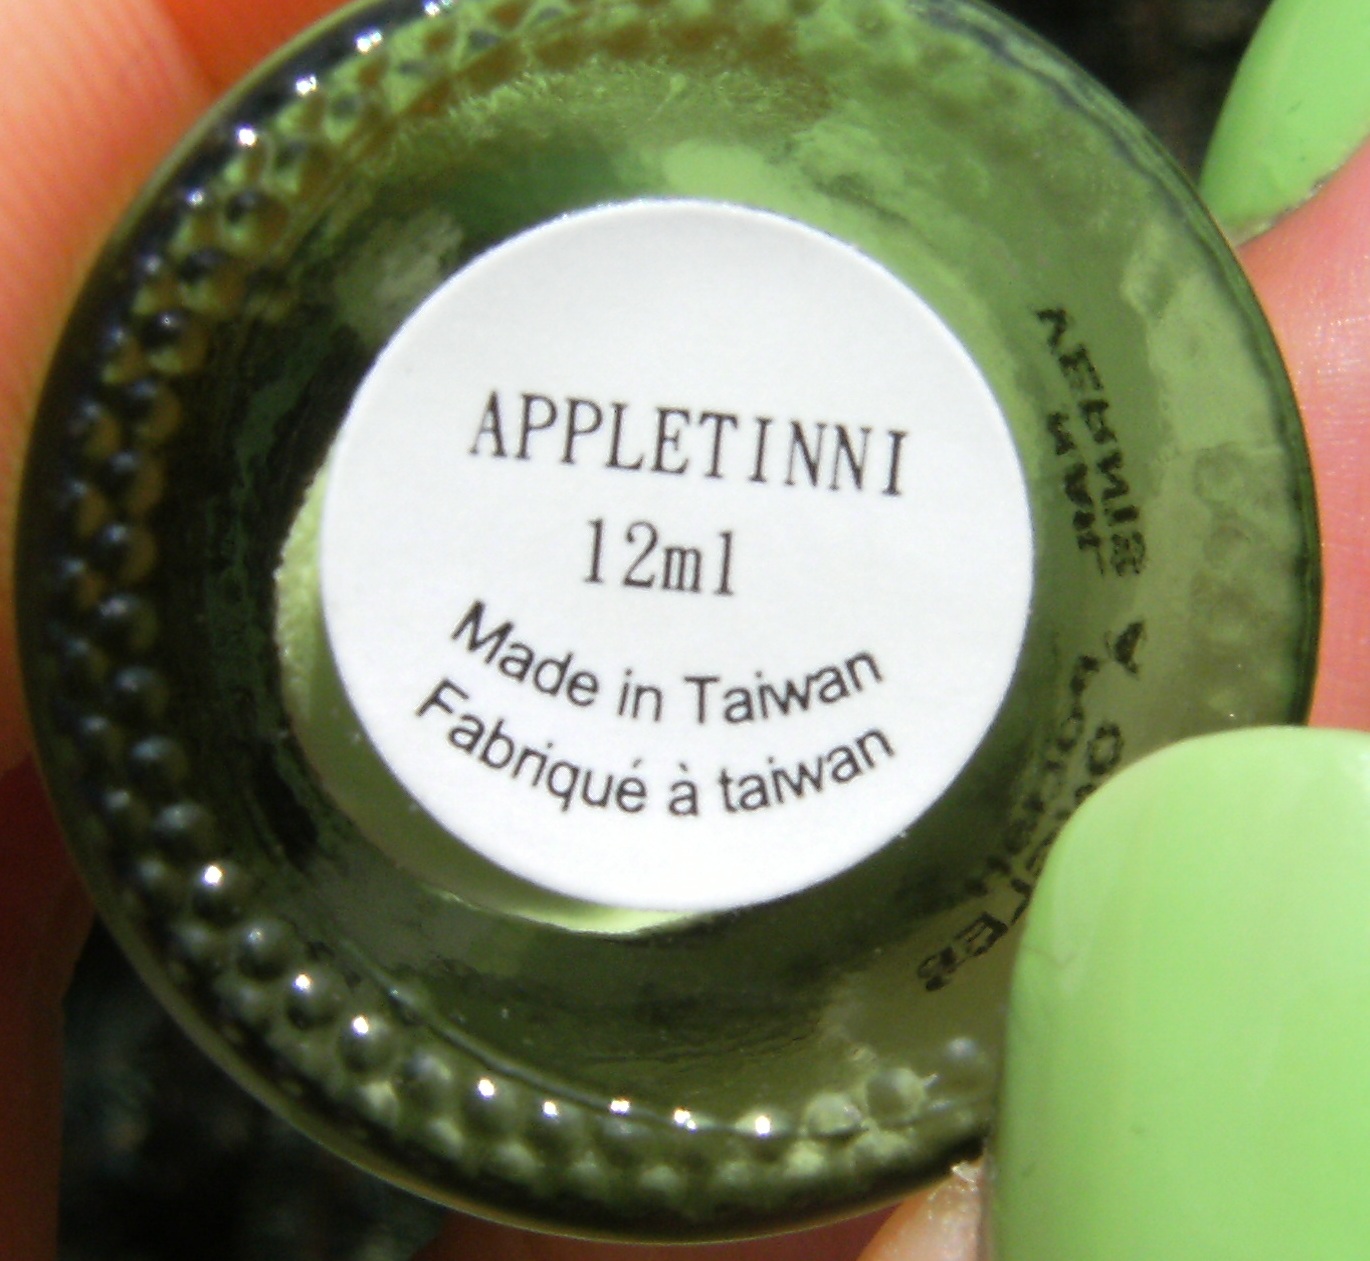 APPLETINNI
12ml
Made in Taiwan
Fabriqué à taiwan